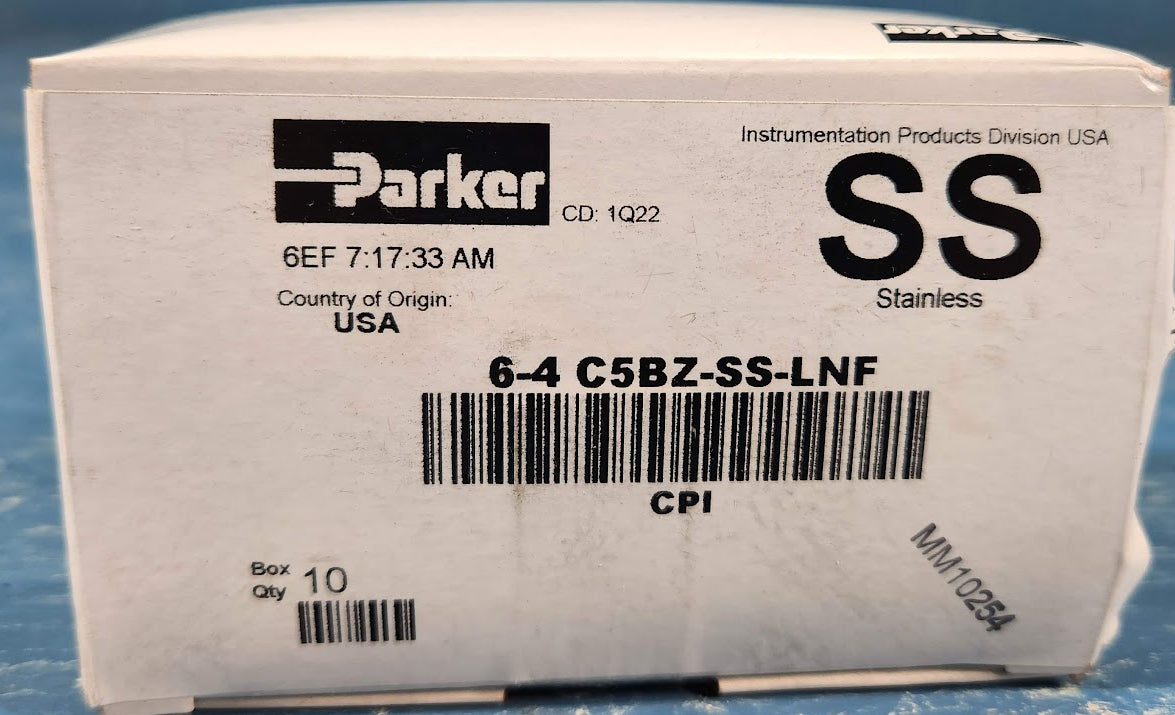 Parker
Instrumentation Products Division USA
Parker
CD: 1Q22
SS
Stainless
6EF 7:17:33 AM
Country of Origin:
USA
6-4 C5BZ-SS-LNF
CPI
Box Qty 10
MM10254